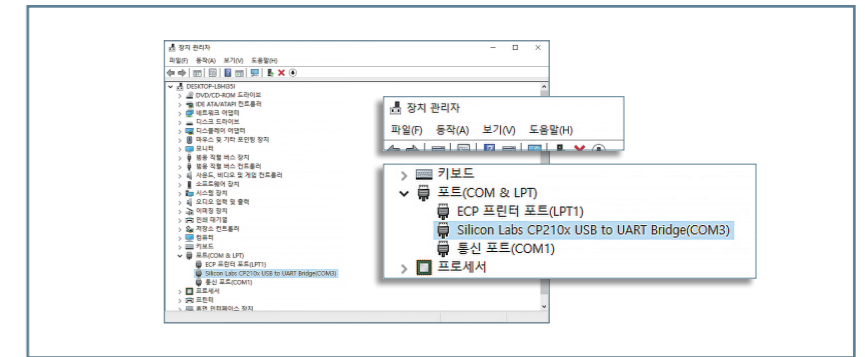 장치 관리자
파일(F) 동작(A) 보기(V) 도움말(H)
DESKTOP-L8HG5I
DVD/CD-ROM 드라이브
IDE ATA/ATAPI 컨트롤러
네트워크 어댑터
디스크 드라이브
디스플레이 어댑터
마우스 및 기타 포인팅 장치
모니터
범용 직렬 버스 장치
범용 직렬 버스 컨트롤러
사운드, 비디오 및 게임 컨트롤러
소프트웨어 장치
시스템 장치
오디오 입력 및 출력
이미징 장치
인쇄 대기열
저장소 컨트롤러
컴퓨터
키보드
포트(COM & LPT)
ECP 프린터 포트(LPT1)
Silicon Labs CP210x USB to UART Bridge(COM3)
통신 포트(COM1)
프로세서
프린터
휴먼 인터페이스 장치
장치 관리자
파일(F) 동작(A) 보기(V) 도움말(H)
키보드
포트(COM & LPT)
ECP 프린터 포트(LPT1)
Silicon Labs CP210x USB to UART Bridge(COM3)
통신 포트(COM1)
프로세서